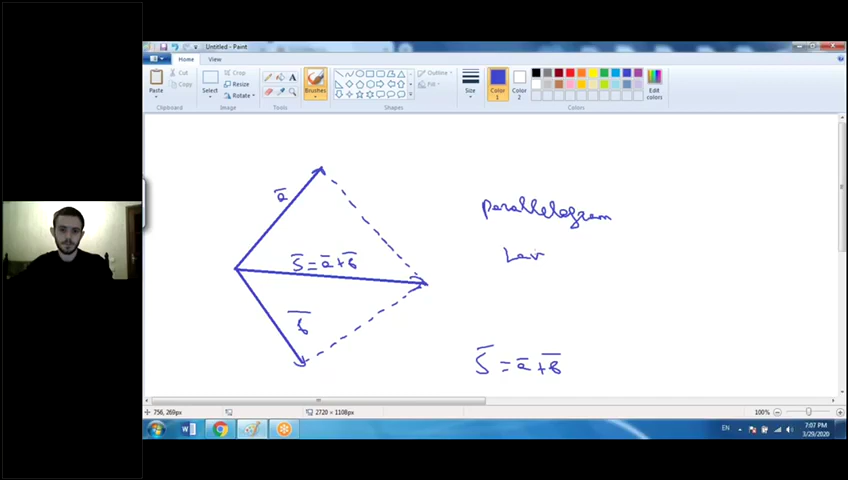 Untitled - Paint
Home
View
Paste
Cut
Copy
Clipboard
Select
Crop
Resize
Rotate
Image
Tools
Brushes
Shapes
Outline
Fill
Size
Color 1
Color 2
Colors
Edit colors
a̅
S̅ = a̅ + b̅
b̅
parallelogram
Law
S̅ = a̅ + b̅
756, 269px
2720 × 1108px
100%
EN
7:07 PM
3/29/2020